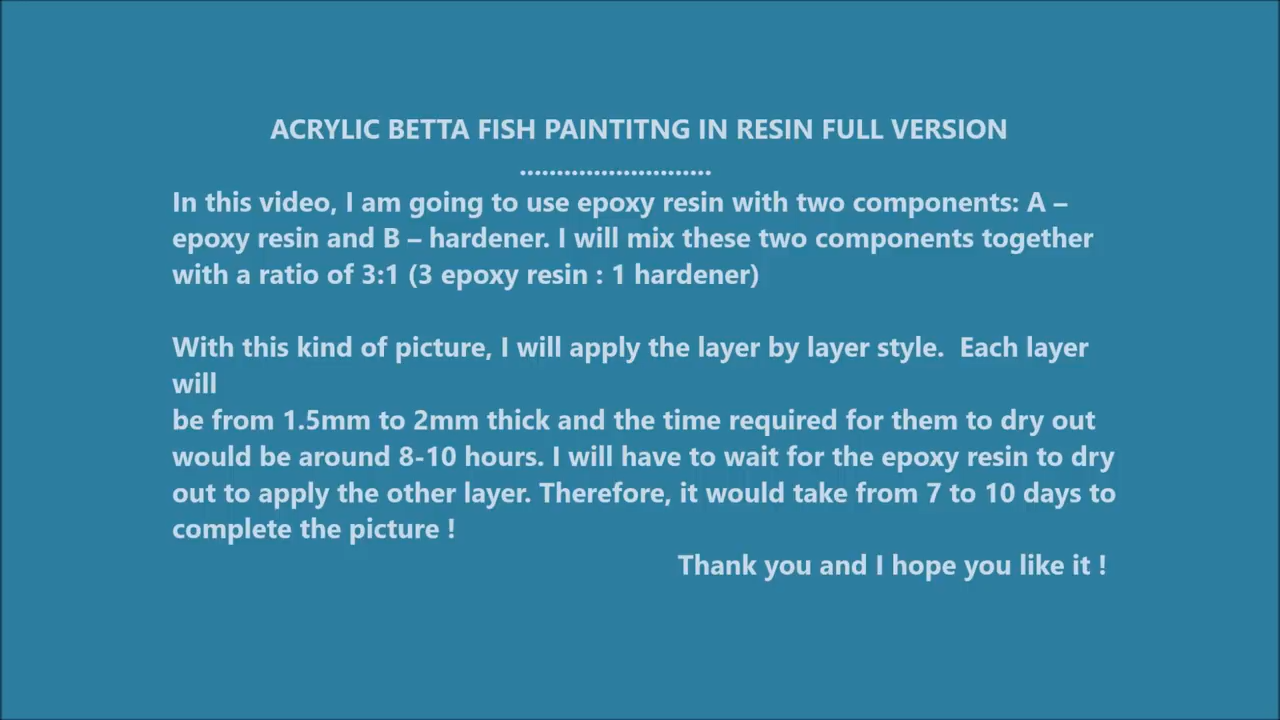 ACRYLIC BETTA FISH PAINTITNG IN RESIN FULL VERSION
..........................
In this video, I am going to use epoxy resin with two components: A –
epoxy resin and B – hardener. I will mix these two components together
with a ratio of 3:1 (3 epoxy resin : 1 hardener)
With this kind of picture, I will apply the layer by layer style.  Each layer
will
be from 1.5mm to 2mm thick and the time required for them to dry out
would be around 8-10 hours. I will have to wait for the epoxy resin to dry
out to apply the other layer. Therefore, it would take from 7 to 10 days to
complete the picture !
Thank you and I hope you like it !